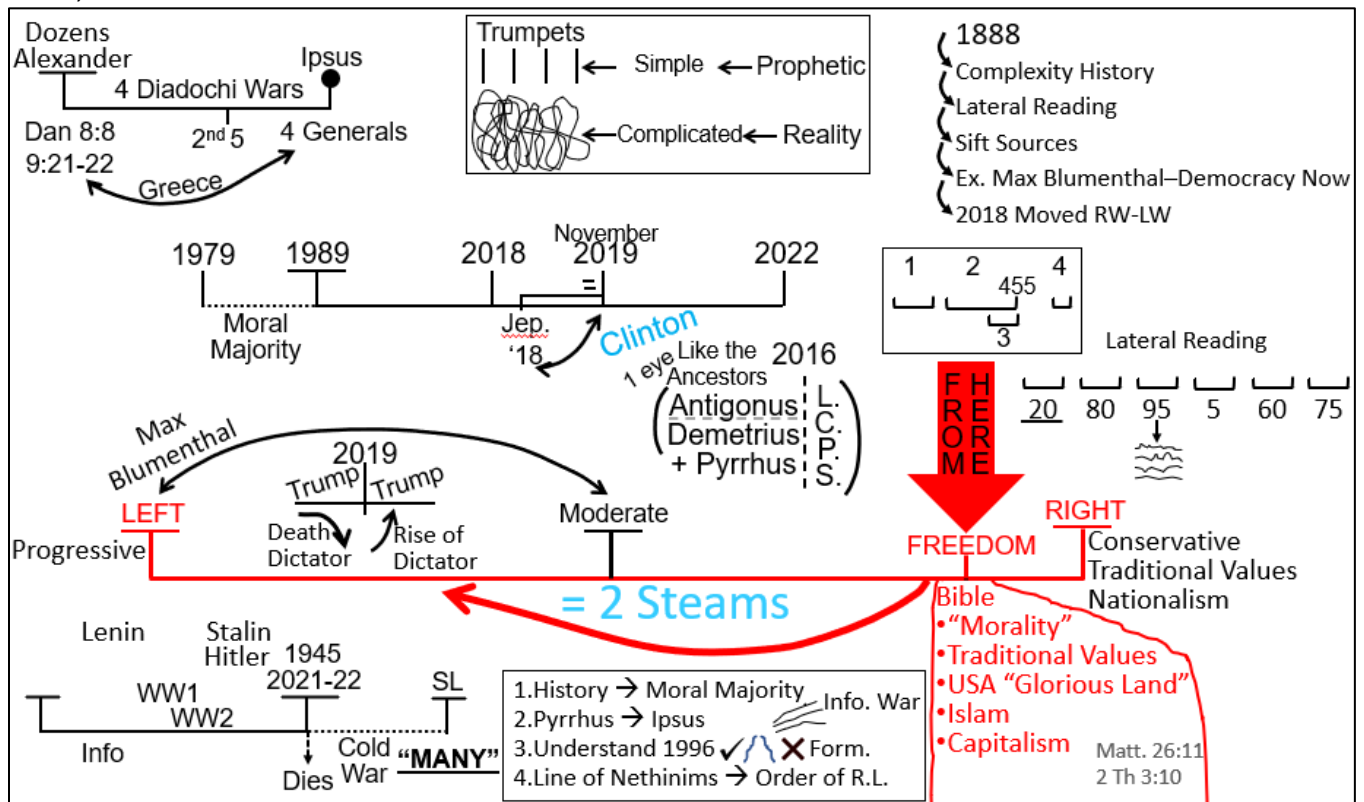 Dozens
Alexander
Ipsus
4 Diadochi Wars
Dan 8:8
9:21-22
2nd 5
4 Generals
Greece
Trumpets
Simple
Prophetic
Complicated
Reality
1888
Complexity History
Lateral Reading
Sift Sources
Ex. Max Blumenthal–Democracy Now
2018 Moved RW-LW
November
1979
1989
2018
2019
2022
=
Moral
Majority
Jep.
'18
Clinton
1 eye
Like the
Ancestors
2016
(Antigonus
Demetrius
+ Pyrrhus
L.
C.
P.
S.)
1
2
4
455
3
FROM
HERE
Lateral Reading
20
80
95
5
60
75
Max
Blumenthal
2019
Trump
Trump
Death
Dictator
Rise of
Dictator
LEFT
Progressive
Moderate
FREEDOM
RIGHT
Conservative
Traditional Values
Nationalism
= 2 Steams
Bible
•"Morality"
•Traditional Values
•USA "Glorious Land"
•Islam
•Capitalism
Matt. 26:11
2 Th 3:10
Lenin
Stalin
Hitler
1945
2021-22
SL
WW1
WW2
Info
Dies
Cold
War
"MANY"
1.History → Moral Majority
Info. War
2.Pyrrhus → Ipsus
3.Understand 1996 ✓ ✗ Form.
4.Line of Nethinims → Order of R.L.